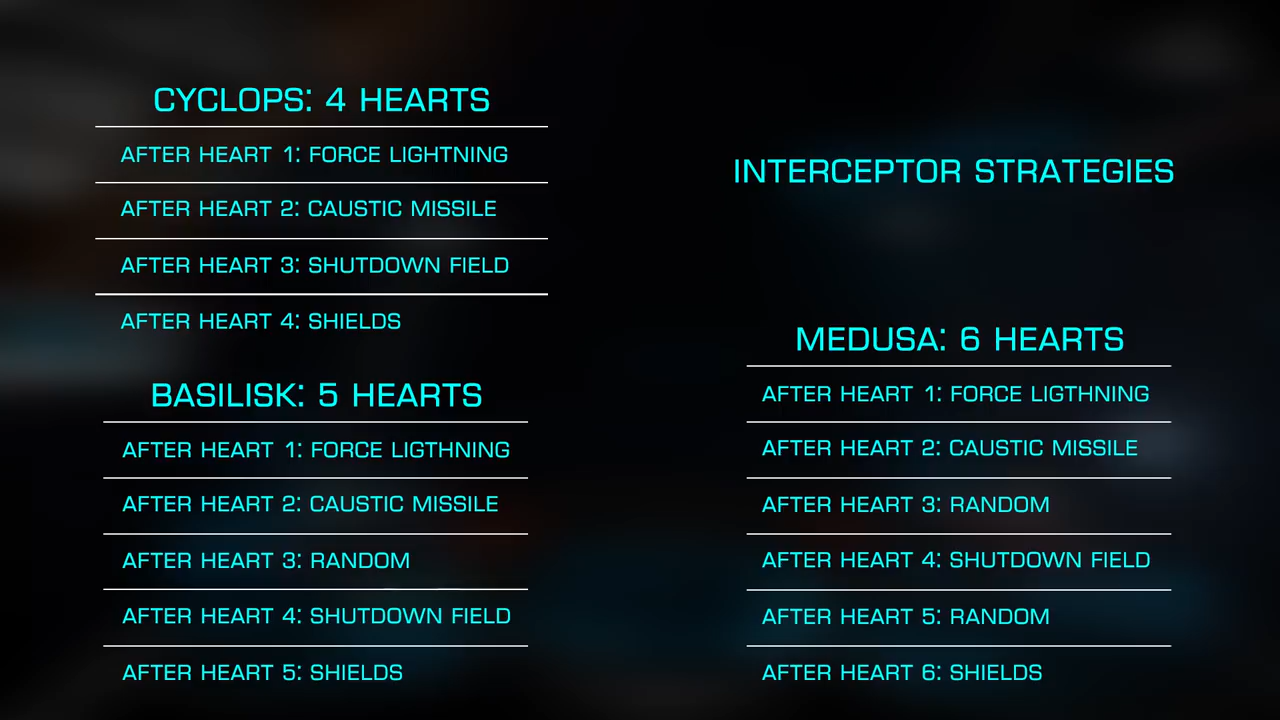 CYCLOPS: 4 HEARTS
AFTER HEART 1: FORCE LIGHTNING
AFTER HEART 2: CAUSTIC MISSILE
AFTER HEART 3: SHUTDOWN FIELD
AFTER HEART 4: SHIELDS
BASILISK: 5 HEARTS
AFTER HEART 1: FORCE LIGTHNING
AFTER HEART 2: CAUSTIC MISSILE
AFTER HEART 3: RANDOM
AFTER HEART 4: SHUTDOWN FIELD
AFTER HEART 5: SHIELDS
INTERCEPTOR STRATEGIES
MEDUSA: 6 HEARTS
AFTER HEART 1: FORCE LIGTHNING
AFTER HEART 2: CAUSTIC MISSILE
AFTER HEART 3: RANDOM
AFTER HEART 4: SHUTDOWN FIELD
AFTER HEART 5: RANDOM
AFTER HEART 6: SHIELDS